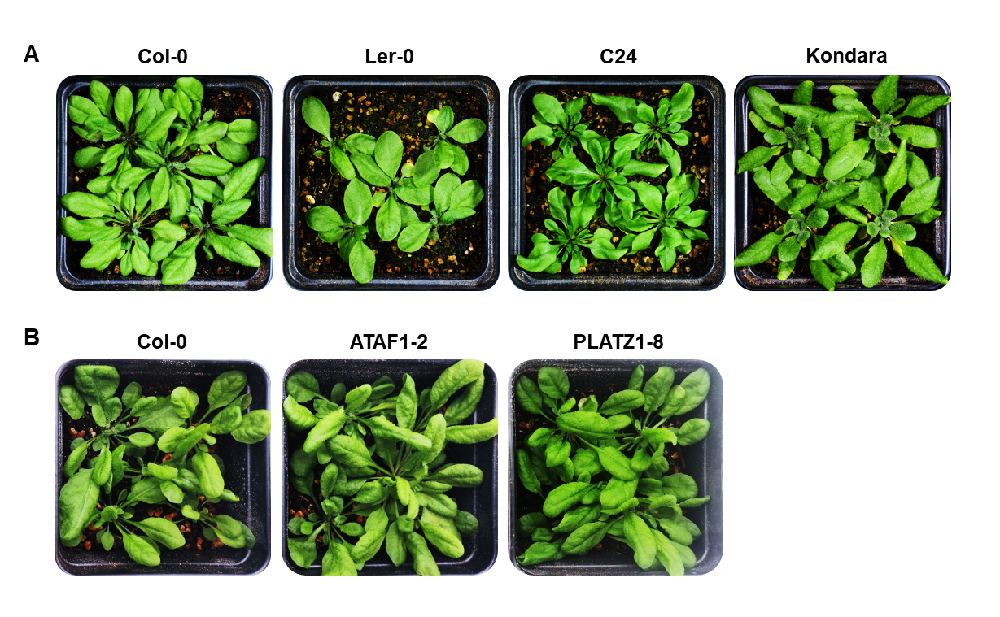 A
Col-0
Ler-0
C24
Kondara
B
Col-0
ATAF1-2
PLATZ1-8